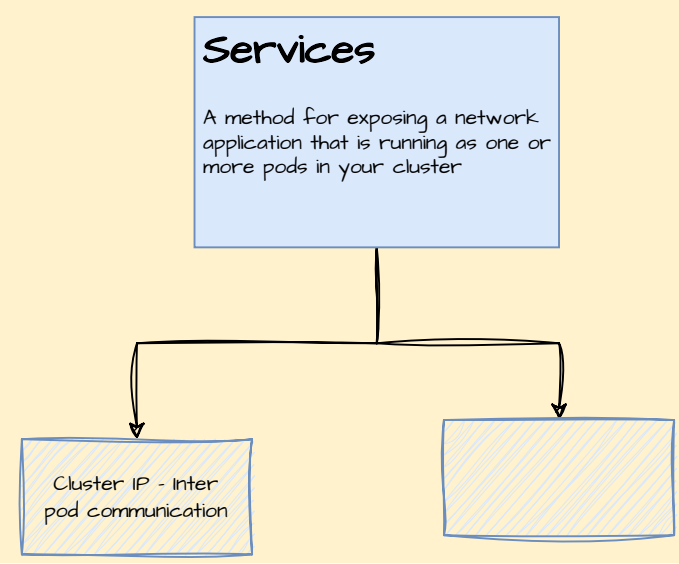 Services
A method for exposing a network
application that is running as one or
more pods in your cluster
Cluster IP - Inter
pod communication